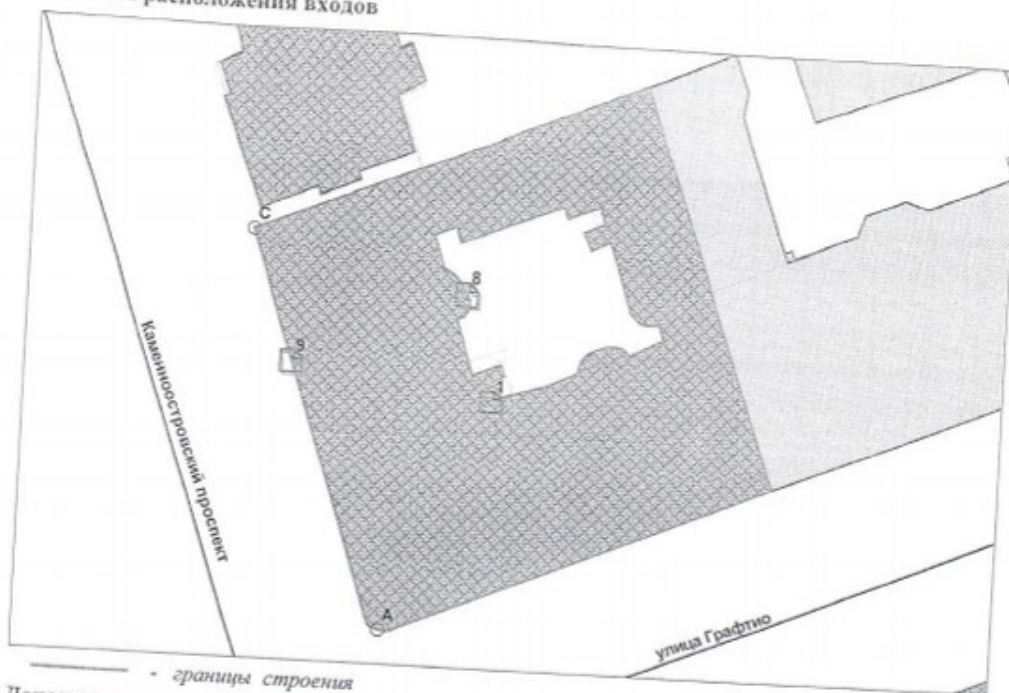 расположения входов
С
8
9
1
Каменноостровский проспект
А
улица Графтио
- границы строения